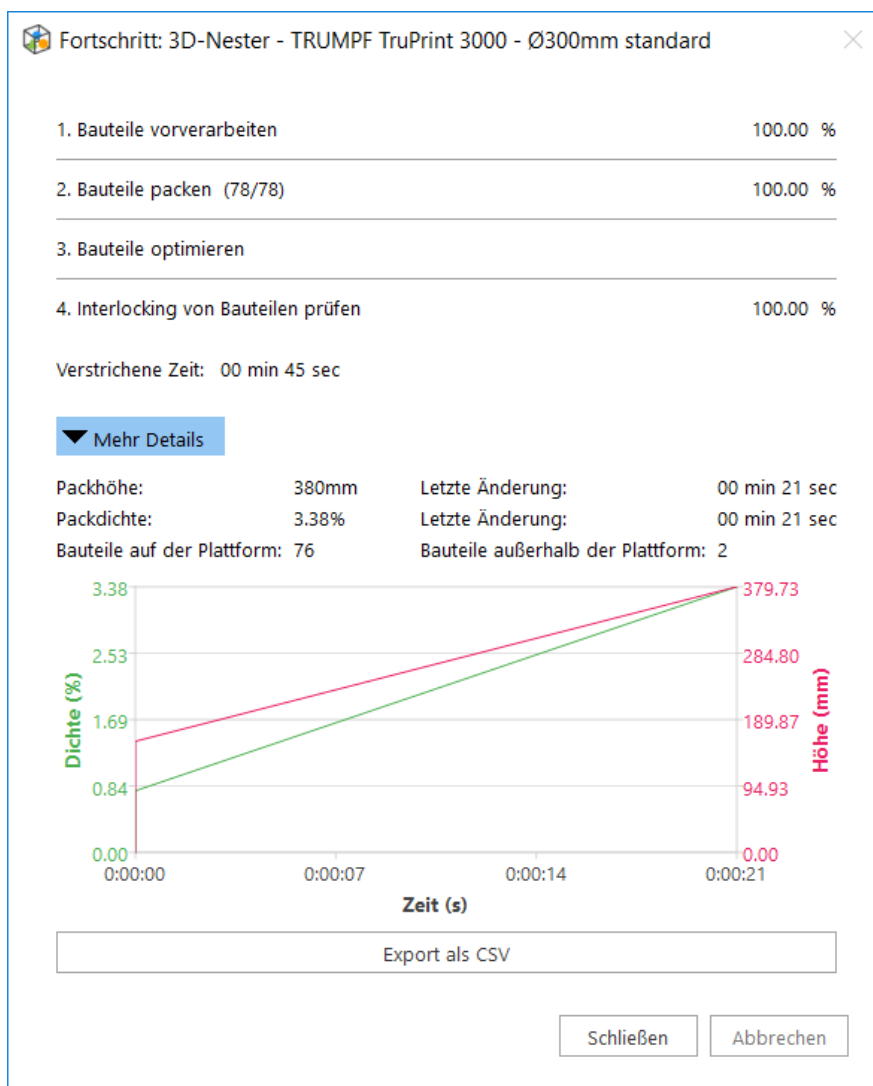 Fortschritt: 3D-Nester - TRUMPF TruPrint 3000 - Ø300mm standard
1. Bauteile vorverarbeiten 100.00 %
2. Bauteile packen (78/78) 100.00 %
3. Bauteile optimieren
4. Interlocking von Bauteilen prüfen 100.00 %
Verstrichene Zeit: 00 min 45 sec
Mehr Details
Packhöhe: 380mm Letzte Änderung: 00 min 21 sec
Packdichte: 3.38% Letzte Änderung: 00 min 21 sec
Bauteile auf der Plattform: 76 Bauteile außerhalb der Plattform: 2
3.38 379.73
2.53 284.80
1.69 189.87
0.84 94.93
0.00 0.00
Dichte (%)
Höhe (mm)
0:00:00 0:00:07 0:00:14 0:00:21
Zeit (s)
Export als CSV
Schließen Abbrechen